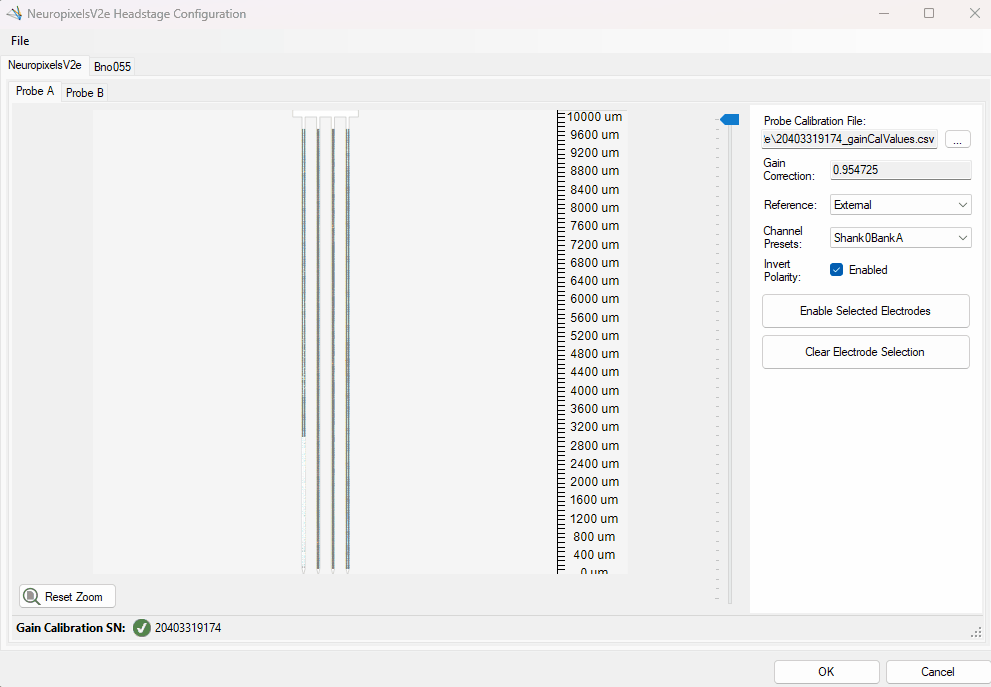 NeuropixelsV2e Headstage Configuration
File
NeuropixelsV2e Bno055
Probe A Probe B
10000 um
9600 um
9200 um
8800 um
8400 um
8000 um
7600 um
7200 um
6800 um
6400 um
6000 um
5600 um
5200 um
4800 um
4400 um
4000 um
3600 um
3200 um
2800 um
2400 um
2000 um
1600 um
1200 um
800 um
400 um
0 um
Probe Calibration File:
e\20403319174_gainCalValues.csv ...
Gain
Correction:
0.954725
Reference: External
Channel
Presets:
Shank0BankA
Invert
Polarity:
Enabled
Enable Selected Electrodes
Clear Electrode Selection
Reset Zoom
Gain Calibration SN: 20403319174
OK Cancel